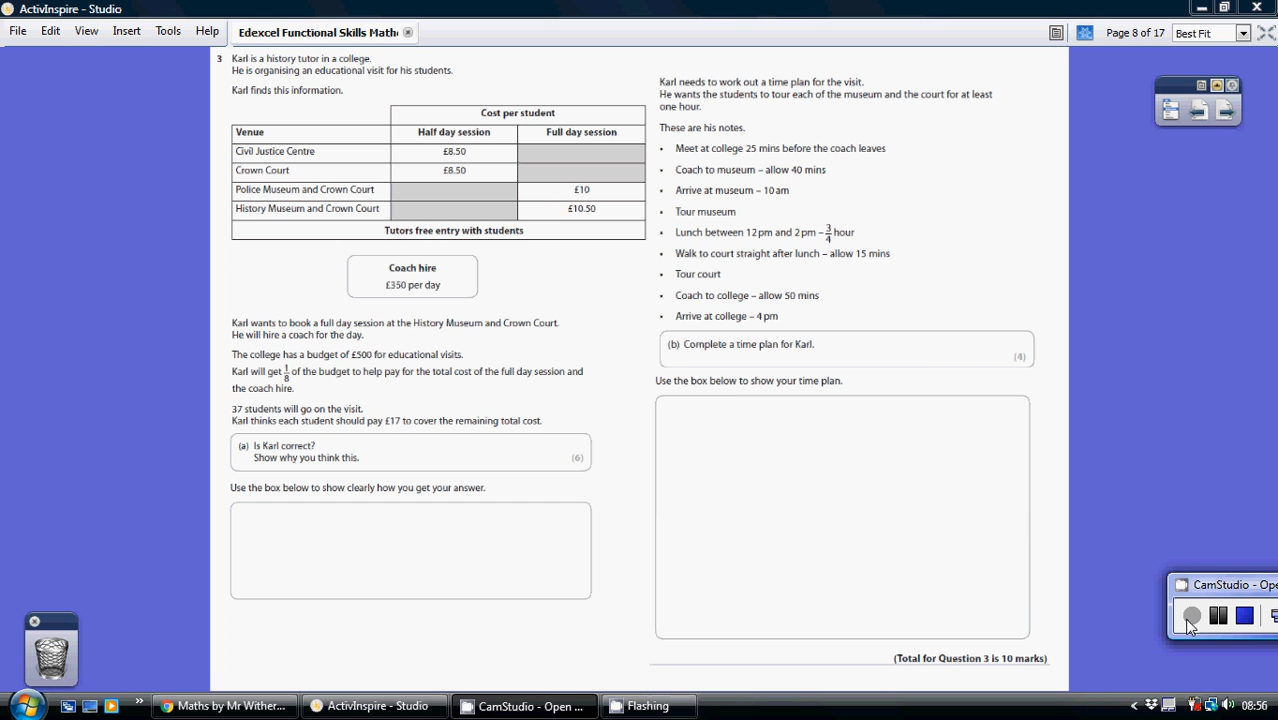 ActivInspire - Studio
File Edit View Insert Tools Help Edexcel Functional Skills Mathe Page 8 of 17 Best Fit
3 Karl is a history tutor in a college.
He is organising an educational visit for his students.
Karl finds this information.
Cost per student
Venue Half day session Full day session
Civil Justice Centre £8.50
Crown Court £8.50
Police Museum and Crown Court £10
History Museum and Crown Court £10.50
Tutors free entry with students
Coach hire
£350 per day
Karl wants to book a full day session at the History Museum and Crown Court.
He will hire a coach for the day.
The college has a budget of £500 for educational visits.
Karl will get 1/8 of the budget to help pay for the total cost of the full day session and
the coach hire.
37 students will go on the visit.
Karl thinks each student should pay £17 to cover the remaining total cost.
(a) Is Karl correct?
Show why you think this. (6)
Use the box below to show clearly how you get your answer.
Karl needs to work out a time plan for the visit.
He wants the students to tour each of the museum and the court for at least
one hour.
These are his notes.
• Meet at college 25 mins before the coach leaves
• Coach to museum – allow 40 mins
• Arrive at museum – 10 am
• Tour museum
• Lunch between 12 pm and 2 pm – 3/4 hour
• Walk to court straight after lunch – allow 15 mins
• Tour court
• Coach to college – allow 50 mins
• Arrive at college – 4 pm
(b) Complete a time plan for Karl.
(4)
Use the box below to show your time plan.
(Total for Question 3 is 10 marks)
CamStudio - Ope
Maths by Mr Wither... ActivInspire - Studio CamStudio - Open ... Flashing 08:56